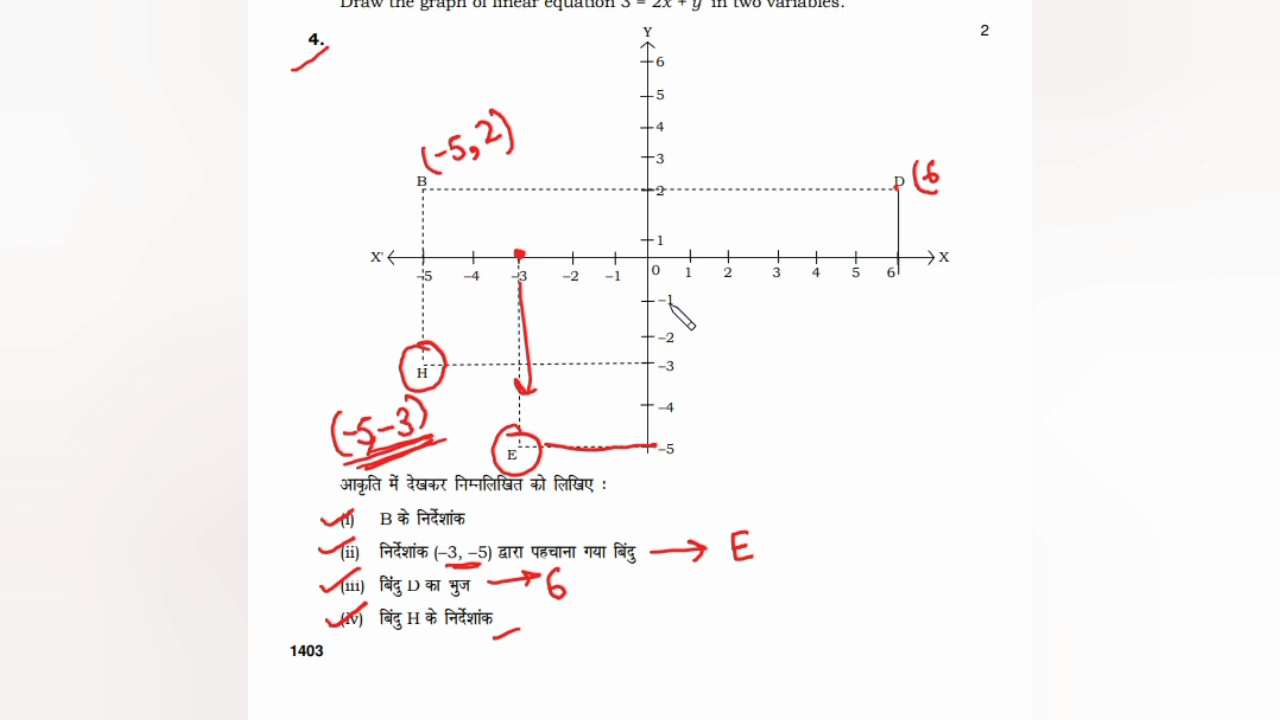 Draw the graph of linear equation 3 = 2x + y in two variables.
4.
2
Y
6
5
4
(-5,2)
3
B
D
(6
2
1
X'
X
-5 -4 -3 -2 -1 0 1 2 3 4 5 6
-1
-2
-3
H
-4
(-5-3)
-5
E
आकृति में देखकर निम्नलिखित को लिखिए :
(i) B के निर्देशांक
(ii) निर्देशांक (–3, –5) द्वारा पहचाना गया बिंदु → E
(iii) बिंदु D का भुज → 6
(iv) बिंदु H के निर्देशांक
1403